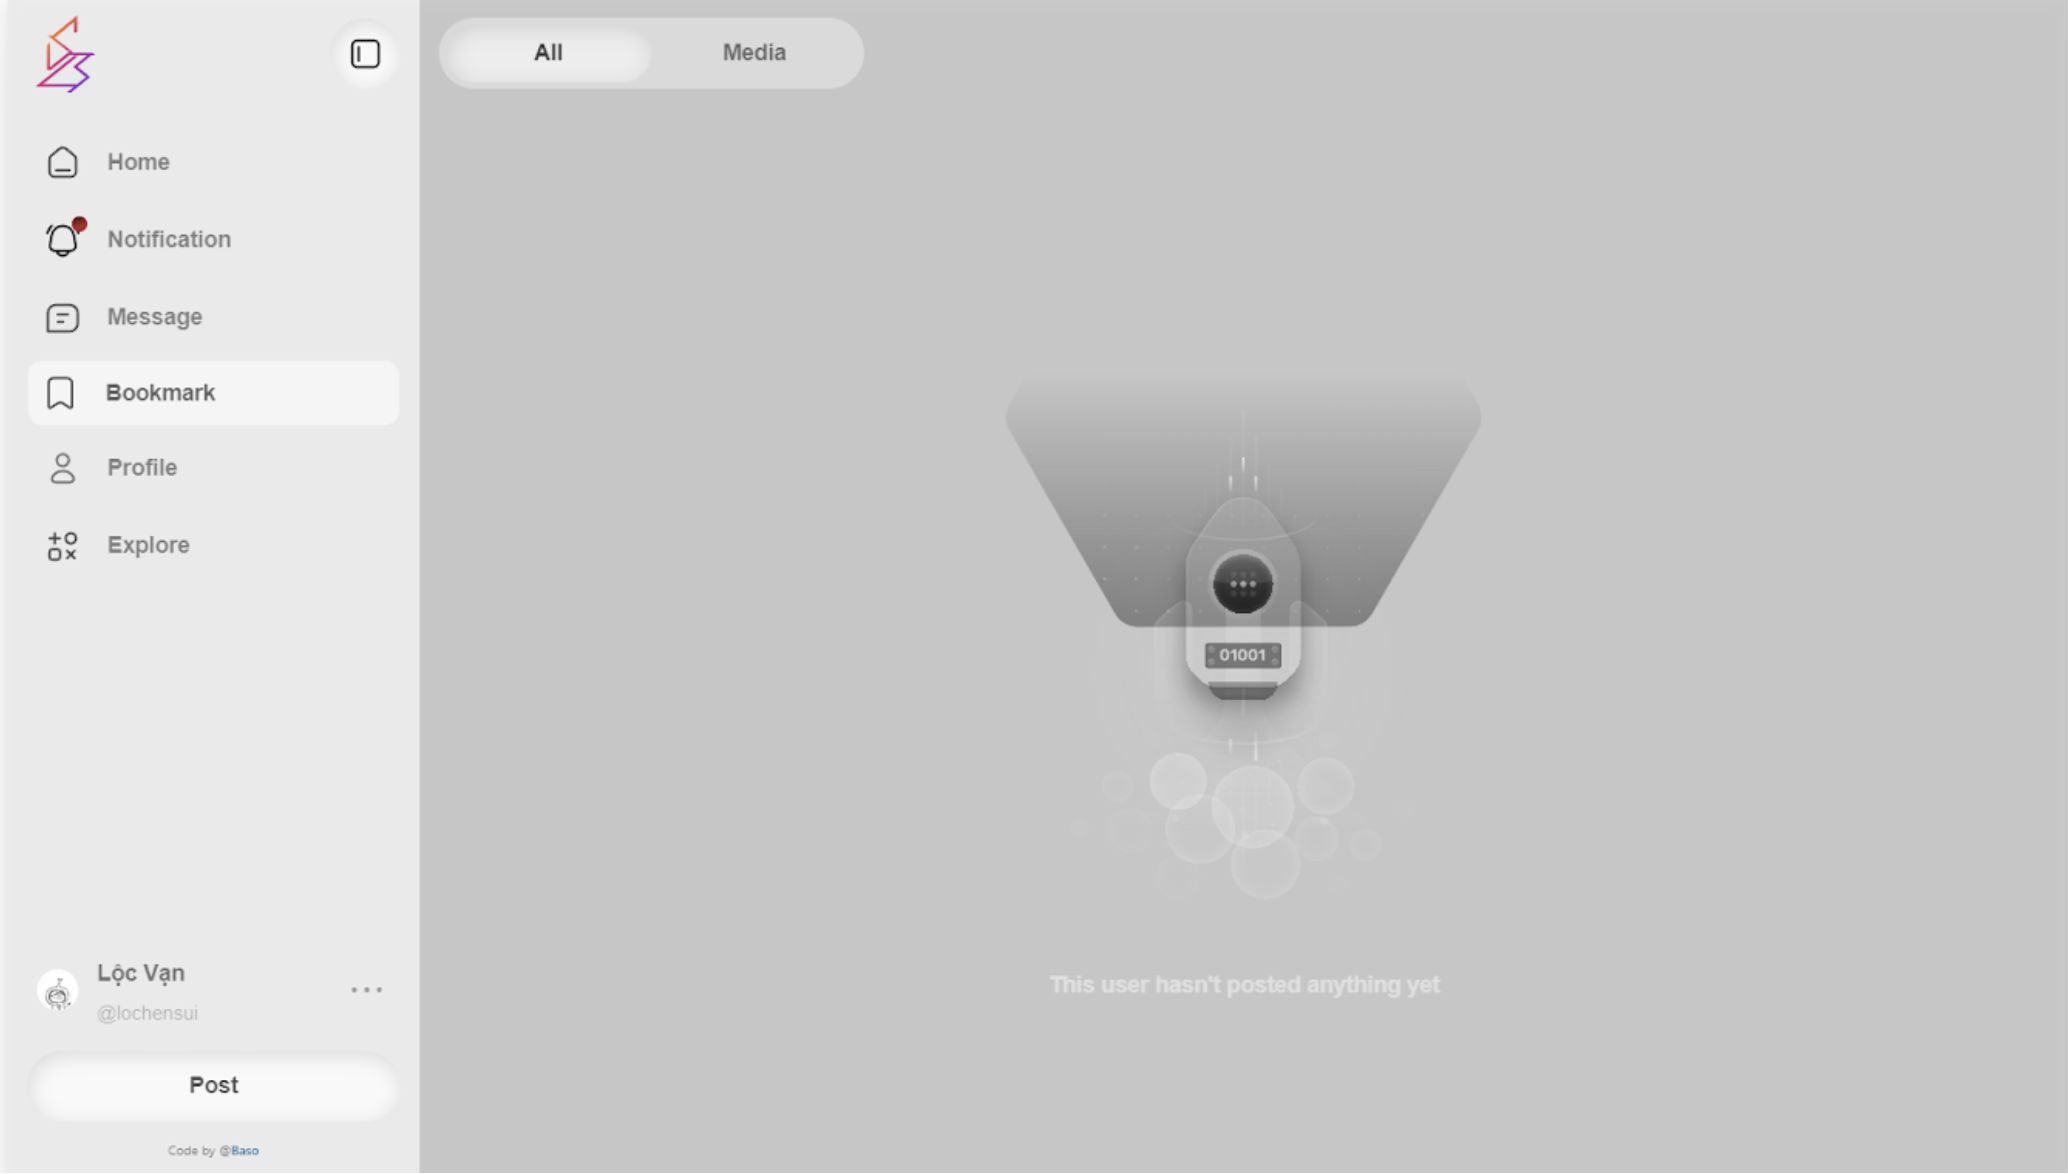 All
Media
Home
Notification
Message
Bookmark
Profile
Explore
01001
This user hasn't posted anything yet
Lộc Vạn
@lochensui
Post
Code by @Baso